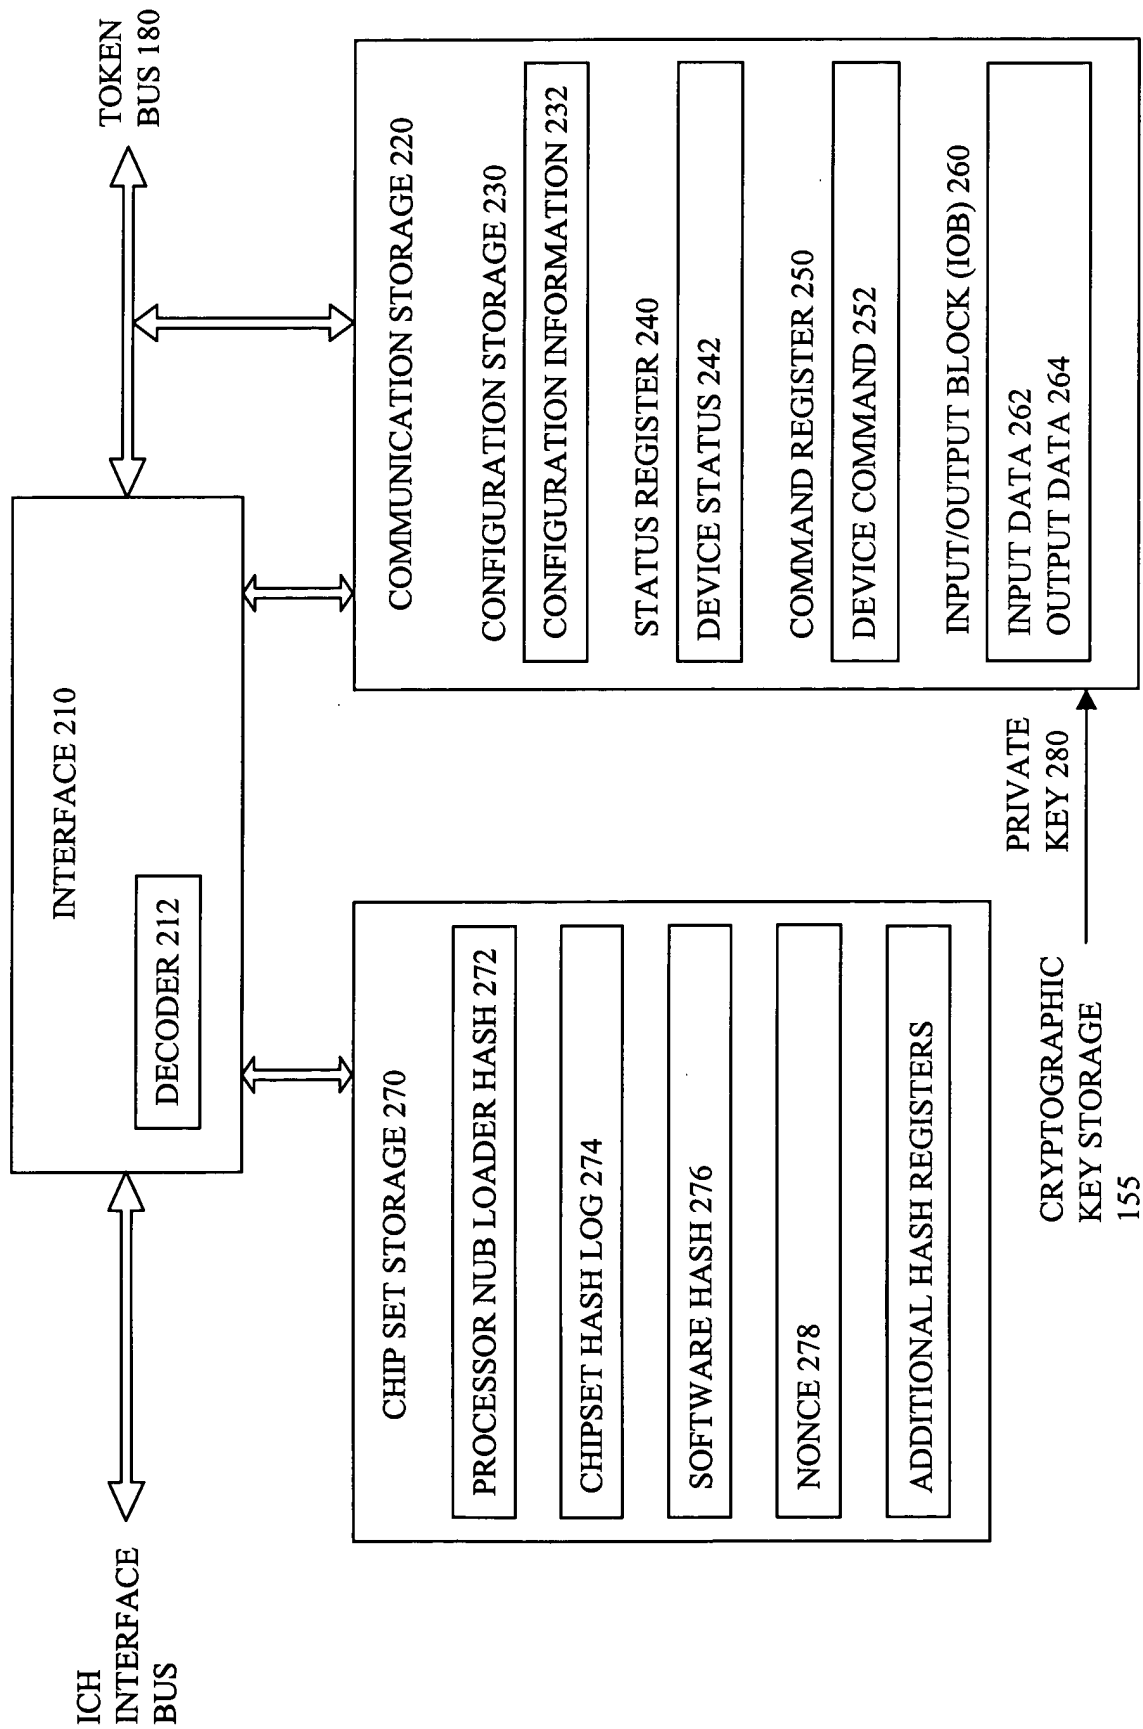 ICH
INTERFACE
BUS
INTERFACE 210
DECODER 212
TOKEN
BUS 180
CHIP SET STORAGE 270
PROCESSOR NUB LOADER HASH 272
CHIPSET HASH LOG 274
SOFTWARE HASH 276
NONCE 278
ADDITIONAL HASH REGISTERS
COMMUNICATION STORAGE 220
CONFIGURATION STORAGE 230
CONFIGURATION INFORMATION 232
STATUS REGISTER 240
DEVICE STATUS 242
COMMAND REGISTER 250
DEVICE COMMAND 252
INPUT/OUTPUT BLOCK (IOB) 260
INPUT DATA 262
OUTPUT DATA 264
CRYPTOGRAPHIC
KEY STORAGE
155
PRIVATE
KEY 280